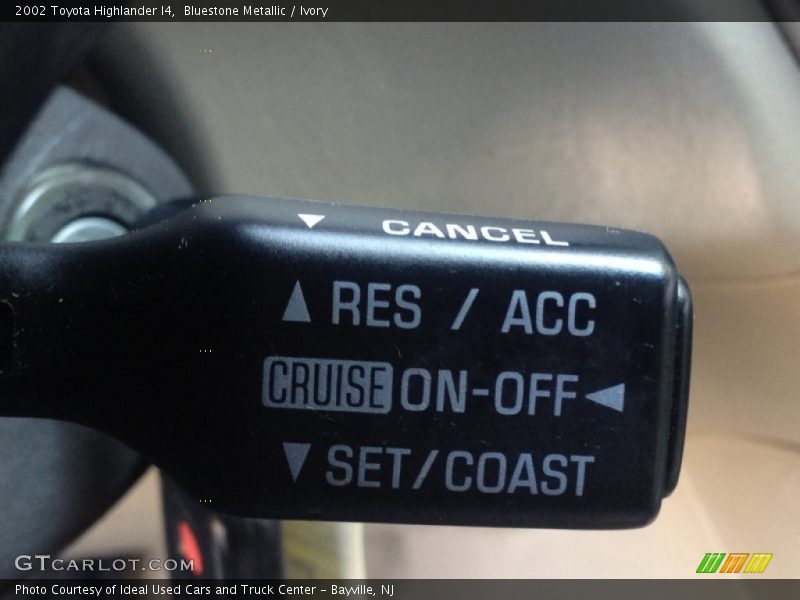 2002 Toyota Highlander I4,  Bluestone Metallic / Ivory
CANCEL
RES / ACC
CRUISE ON-OFF
SET/COAST
GTCARLOT.COM
Photo Courtesy of Ideal Used Cars and Truck Center - Bayville, NJ